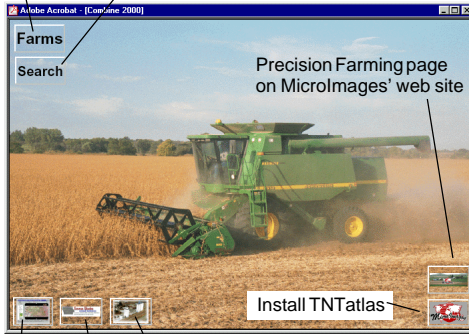 Adobe Acrobat - [Combine 2000]
Farms
Search
Precision Farming page
on MicroImages' web site
Install TNTatlas